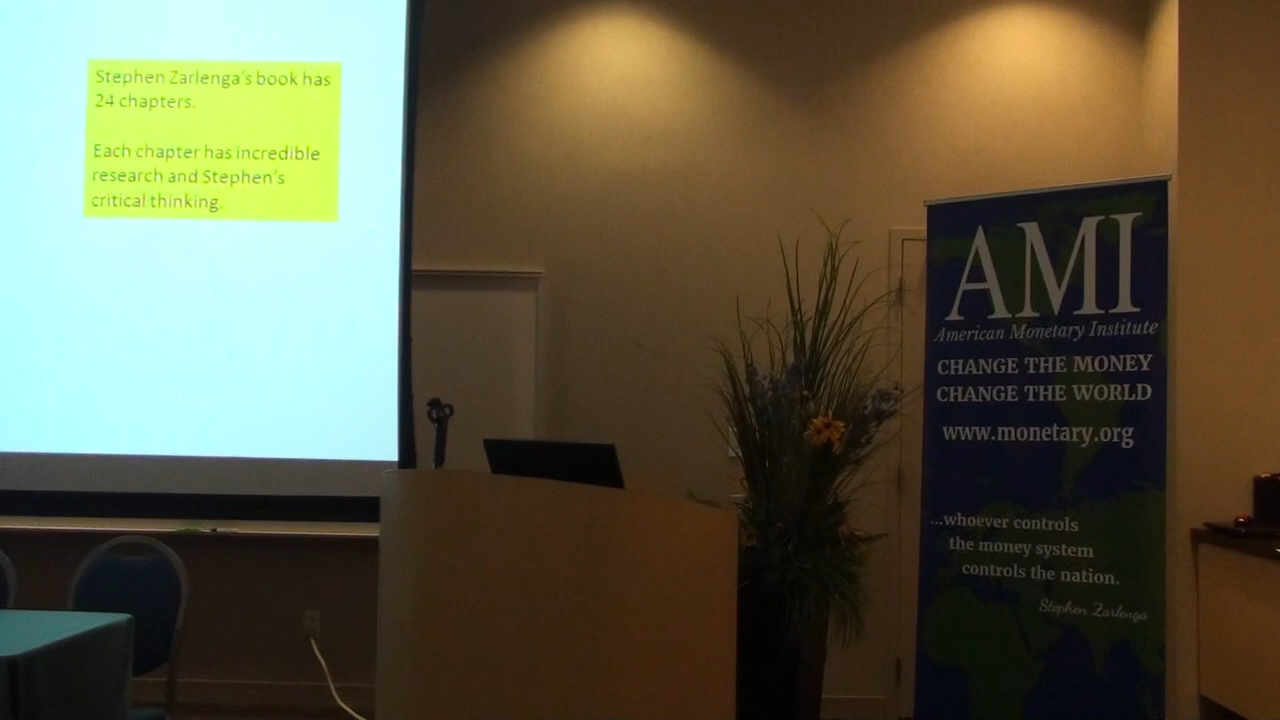 Stephen Zarlenga's book has
24 chapters.
Each chapter has incredible
research and Stephen's
critical thinking.
AMI
American Monetary Institute
CHANGE THE MONEY
CHANGE THE WORLD
www.monetary.org
...whoever controls
the money system
controls the nation.
Stephen Zarlenga